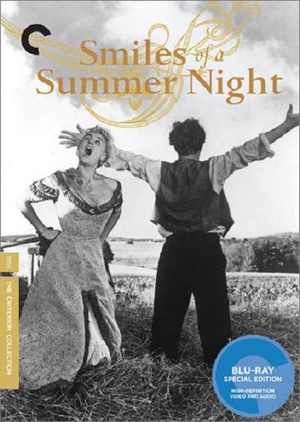 Smiles of a
Summer Night
THE CRITERION COLLECTION
BLU-RAY
SPECIAL EDITION
HIGH-DEFINITION
VIDEO AND AUDIO